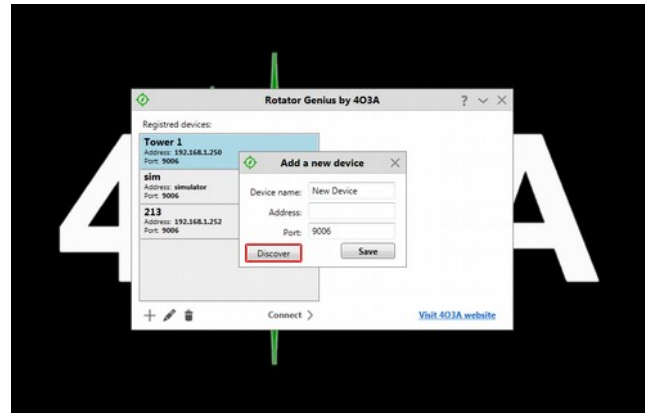 4O3A
Rotator Genius by 4O3A
?
Registred devices:
Tower 1
Address: 192.168.1.250
Port: 9006
sim
Address: simulator
Port: 9006
213
Address: 192.168.1.252
Port: 9006
Add a new device
Device name: New Device
Address:
Port: 9006
Discover Save
Connect
Visit 4O3A website